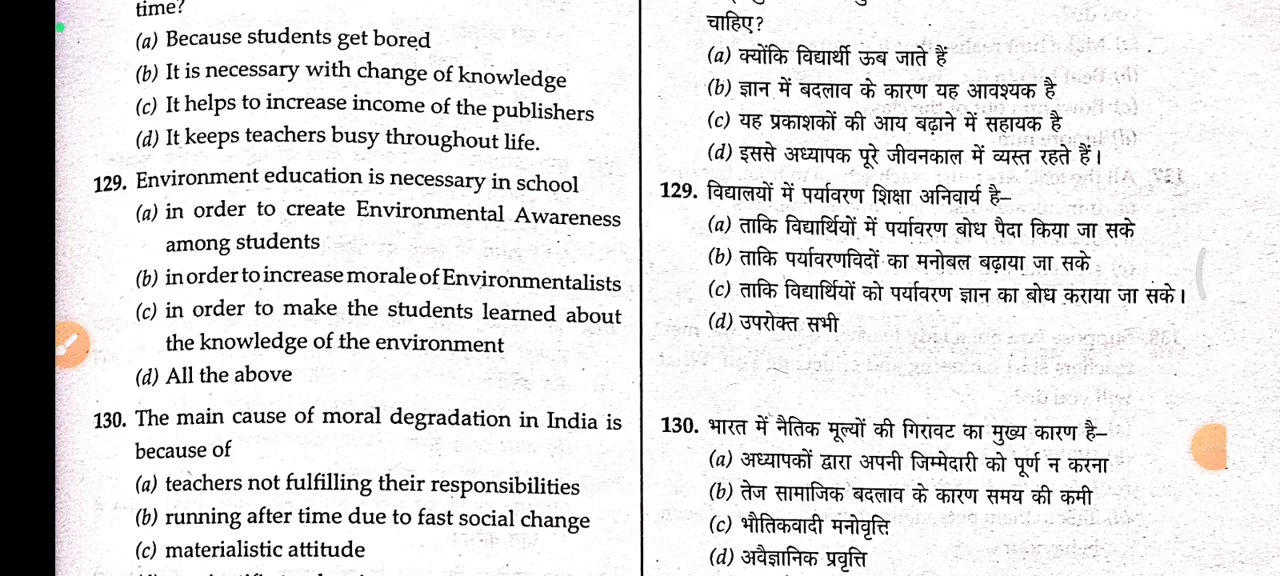 time?
(a) Because students get bored
(b) It is necessary with change of knowledge
(c) It helps to increase income of the publishers
(d) It keeps teachers busy throughout life.
129. Environment education is necessary in school
(a) in order to create Environmental Awareness
among students
(b) in order to increase morale of Environmentalists
(c) in order to make the students learned about
the knowledge of the environment
(d) All the above
130. The main cause of moral degradation in India is
because of
(a) teachers not fulfilling their responsibilities
(b) running after time due to fast social change
(c) materialistic attitude
चाहिए?
(a) क्योंकि विद्यार्थी ऊब जाते हैं
(b) ज्ञान में बदलाव के कारण यह आवश्यक है
(c) यह प्रकाशकों की आय बढ़ाने में सहायक है
(d) इससे अध्यापक पूरे जीवनकाल में व्यस्त रहते हैं।
129. विद्यालयों में पर्यावरण शिक्षा अनिवार्य है–
(a) ताकि विद्यार्थियों में पर्यावरण बोध पैदा किया जा सके
(b) ताकि पर्यावरणविदों का मनोबल बढ़ाया जा सके
(c) ताकि विद्यार्थियों को पर्यावरण ज्ञान का बोध कराया जा सके।
(d) उपरोक्त सभी
130. भारत में नैतिक मूल्यों की गिरावट का मुख्य कारण है–
(a) अध्यापकों द्वारा अपनी जिम्मेदारी को पूर्ण न करना
(b) तेज सामाजिक बदलाव के कारण समय की कमी
(c) भौतिकवादी मनोवृत्ति
(d) अवैज्ञानिक प्रवृत्ति